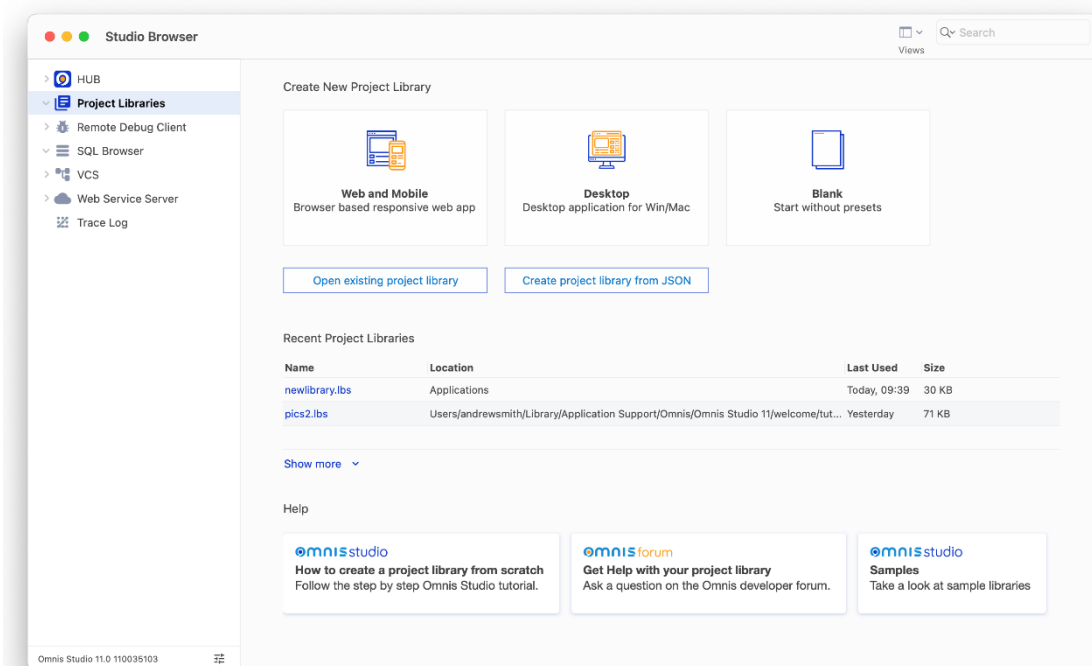 Studio Browser
Views
Search
HUB
Project Libraries
Remote Debug Client
SQL Browser
VCS
Web Service Server
Trace Log
Create New Project Library
Web and Mobile
Browser based responsive web app
Desktop
Desktop application for Win/Mac
Blank
Start without presets
Open existing project library
Create project library from JSON
Recent Project Libraries
Name Location Last Used Size
newlibrary.lbs Applications Today, 09:39 30 KB
pics2.lbs Users/andrewsmith/Library/Application Support/Omnis/Omnis Studio 11/welcome/tut... Yesterday 71 KB
Show more
Help
omnis studio
How to create a project library from scratch
Follow the step by step Omnis Studio tutorial.
omnis forum
Get Help with your project library
Ask a question on the Omnis developer forum.
omnis studio
Samples
Take a look at sample libraries
Omnis Studio 11.0 110035103